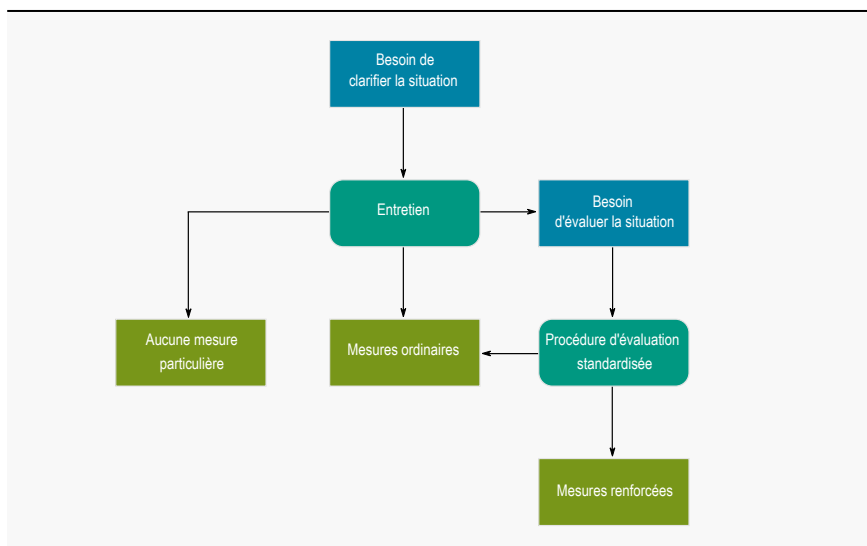 Besoin de
clarifier la situation
Entretien
Besoin
d'évaluer la situation
Aucune mesure
particulière
Mesures ordinaires
Procédure d'évaluation
standardisée
Mesures renforcées